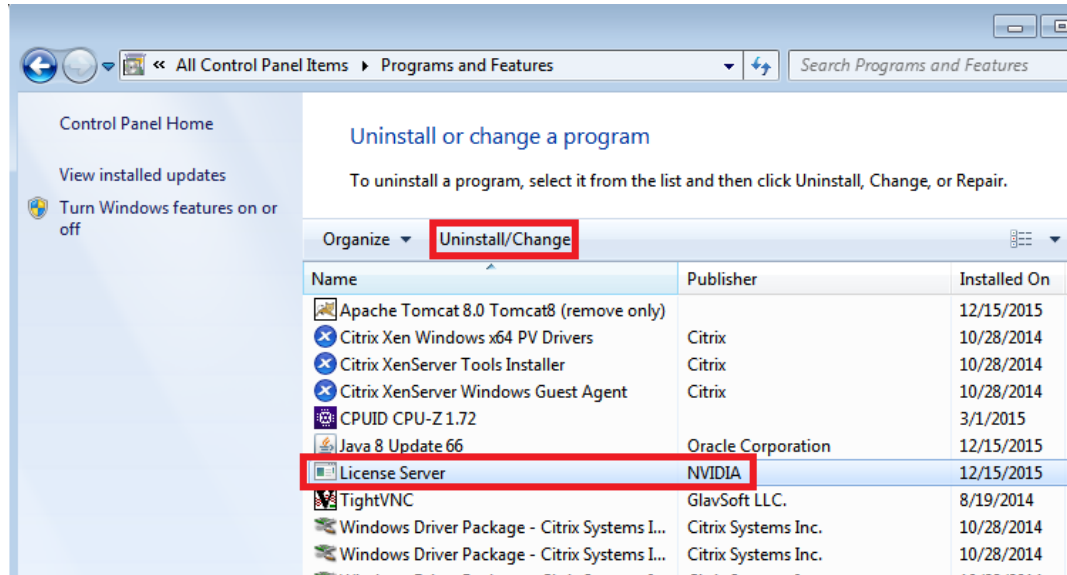 « All Control Panel Items ▸ Programs and Features
Search Programs and Features
Control Panel Home
View installed updates
Turn Windows features on or
off
Uninstall or change a program
To uninstall a program, select it from the list and then click Uninstall, Change, or Repair.
Organize Uninstall/Change
Name Publisher Installed On
Apache Tomcat 8.0 Tomcat8 (remove only) 12/15/2015
Citrix Xen Windows x64 PV Drivers Citrix 10/28/2014
Citrix XenServer Tools Installer Citrix 10/28/2014
Citrix XenServer Windows Guest Agent Citrix 10/28/2014
CPUID CPU-Z 1.72 3/1/2015
Java 8 Update 66 Oracle Corporation 12/15/2015
License Server NVIDIA 12/15/2015
TightVNC GlavSoft LLC. 8/19/2014
Windows Driver Package - Citrix Systems I... Citrix Systems Inc. 10/28/2014
Windows Driver Package - Citrix Systems I... Citrix Systems Inc. 10/28/2014